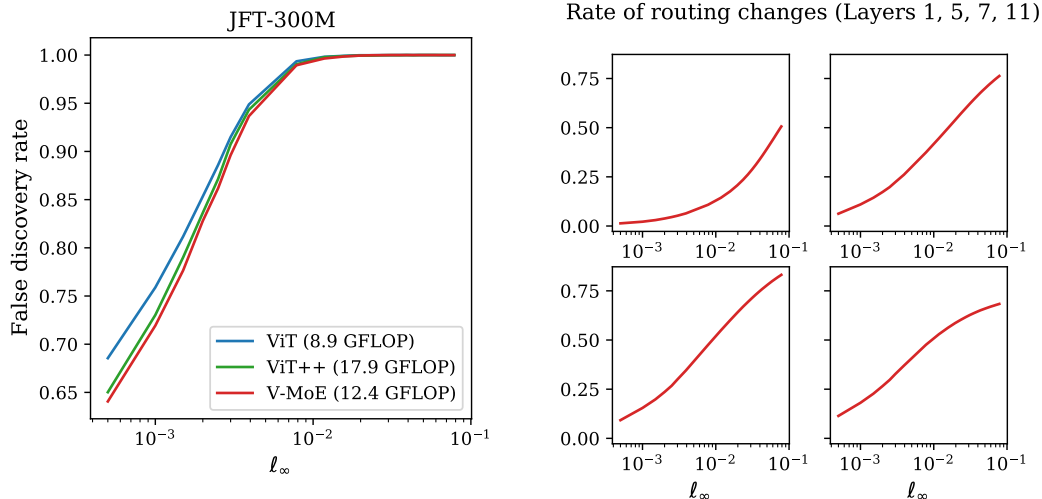 JFT-300M
False discovery rate
1.00
0.95
0.90
0.85
0.80
0.75
0.70
0.65
10⁻³
10⁻²
10⁻¹
ℓ∞
ViT (8.9 GFLOP)
ViT++ (17.9 GFLOP)
V-MoE (12.4 GFLOP)
Rate of routing changes (Layers 1, 5, 7, 11)
0.75
0.50
0.25
0.00
10⁻³ 10⁻² 10⁻¹
10⁻³ 10⁻² 10⁻¹
0.75
0.50
0.25
0.00
10⁻³ 10⁻² 10⁻¹
10⁻³ 10⁻² 10⁻¹
ℓ∞
ℓ∞